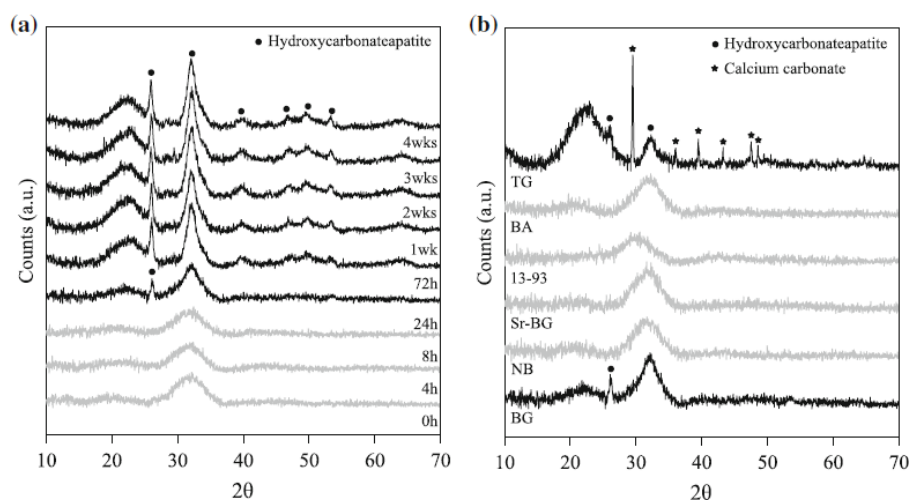 (a)
● Hydroxycarbonateapatite
4wks
3wks
2wks
1wk
72h
24h
8h
4h
0h
Counts (a.u.)
10 20 30 40 50 60 70
2θ
(b)
● Hydroxycarbonateapatite
★ Calcium carbonate
TG
BA
13-93
Sr-BG
NB
BG
Counts (a.u.)
10 20 30 40 50 60 70
2θ